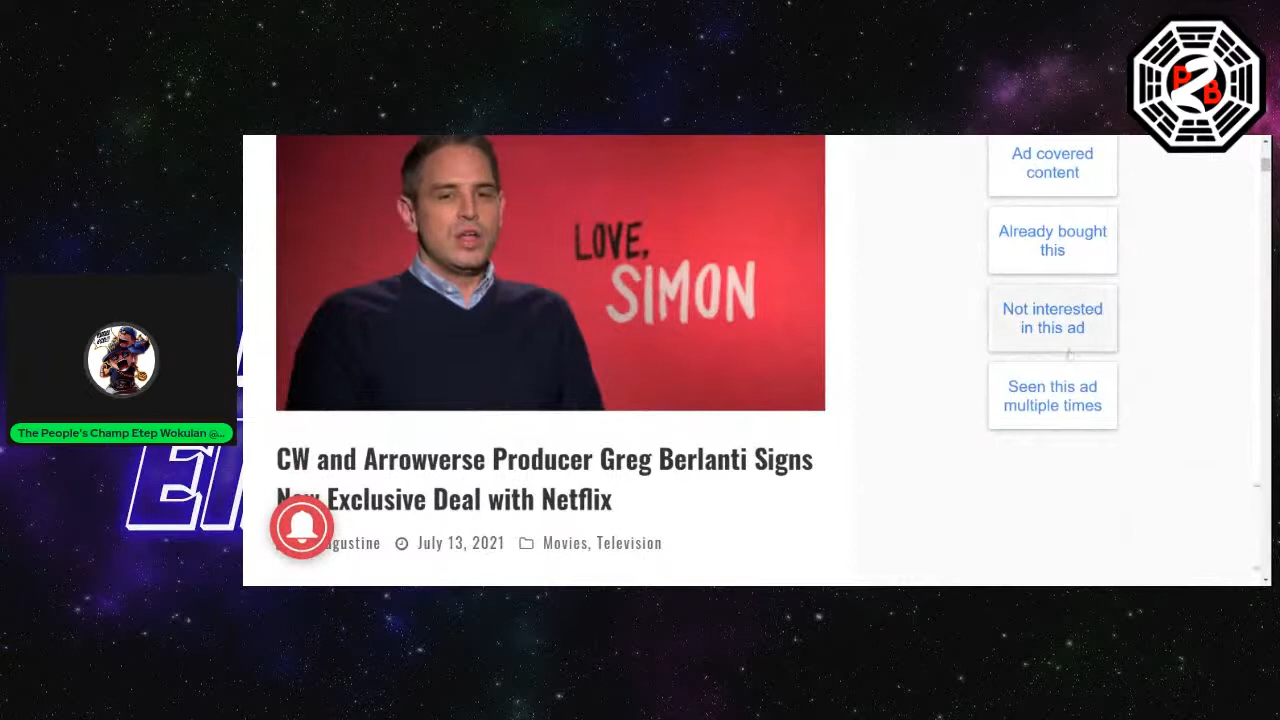 P 2 B
Ad covered
content
Already bought
this
Not interested
in this ad
Seen this ad
multiple times
LOVE,
SIMON
The People's Champ Etep Wokulan @...
CW and Arrowverse Producer Greg Berlanti Signs
Exclusive Deal with Netflix
July 13, 2021 Movies, Television